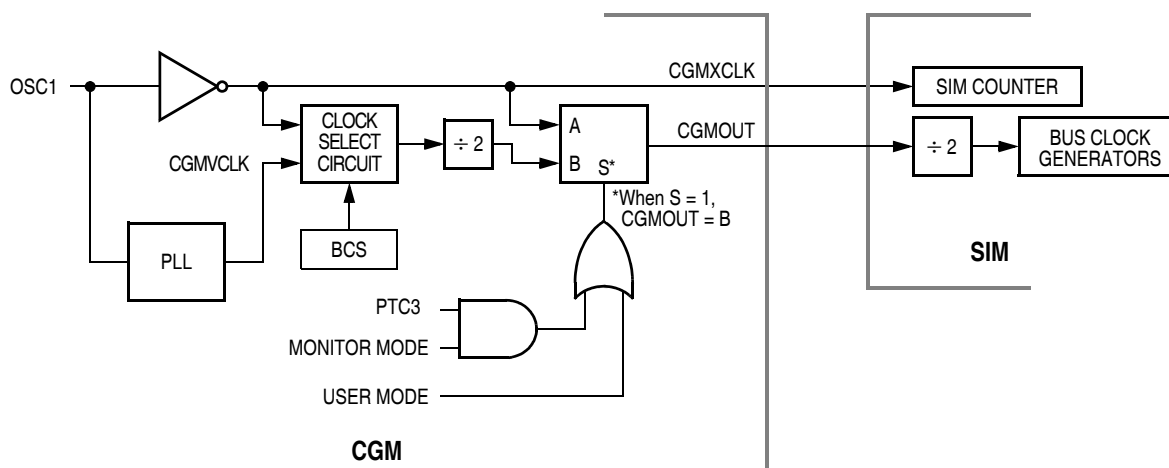 OSC1
CGMXCLK
SIM COUNTER
CLOCK
SELECT
CIRCUIT
÷ 2
A
B
S*
CGMOUT
÷ 2
BUS CLOCK
GENERATORS
CGMVCLK
*When S = 1,
CGMOUT = B
BCS
PLL
SIM
PTC3
MONITOR MODE
USER MODE
CGM